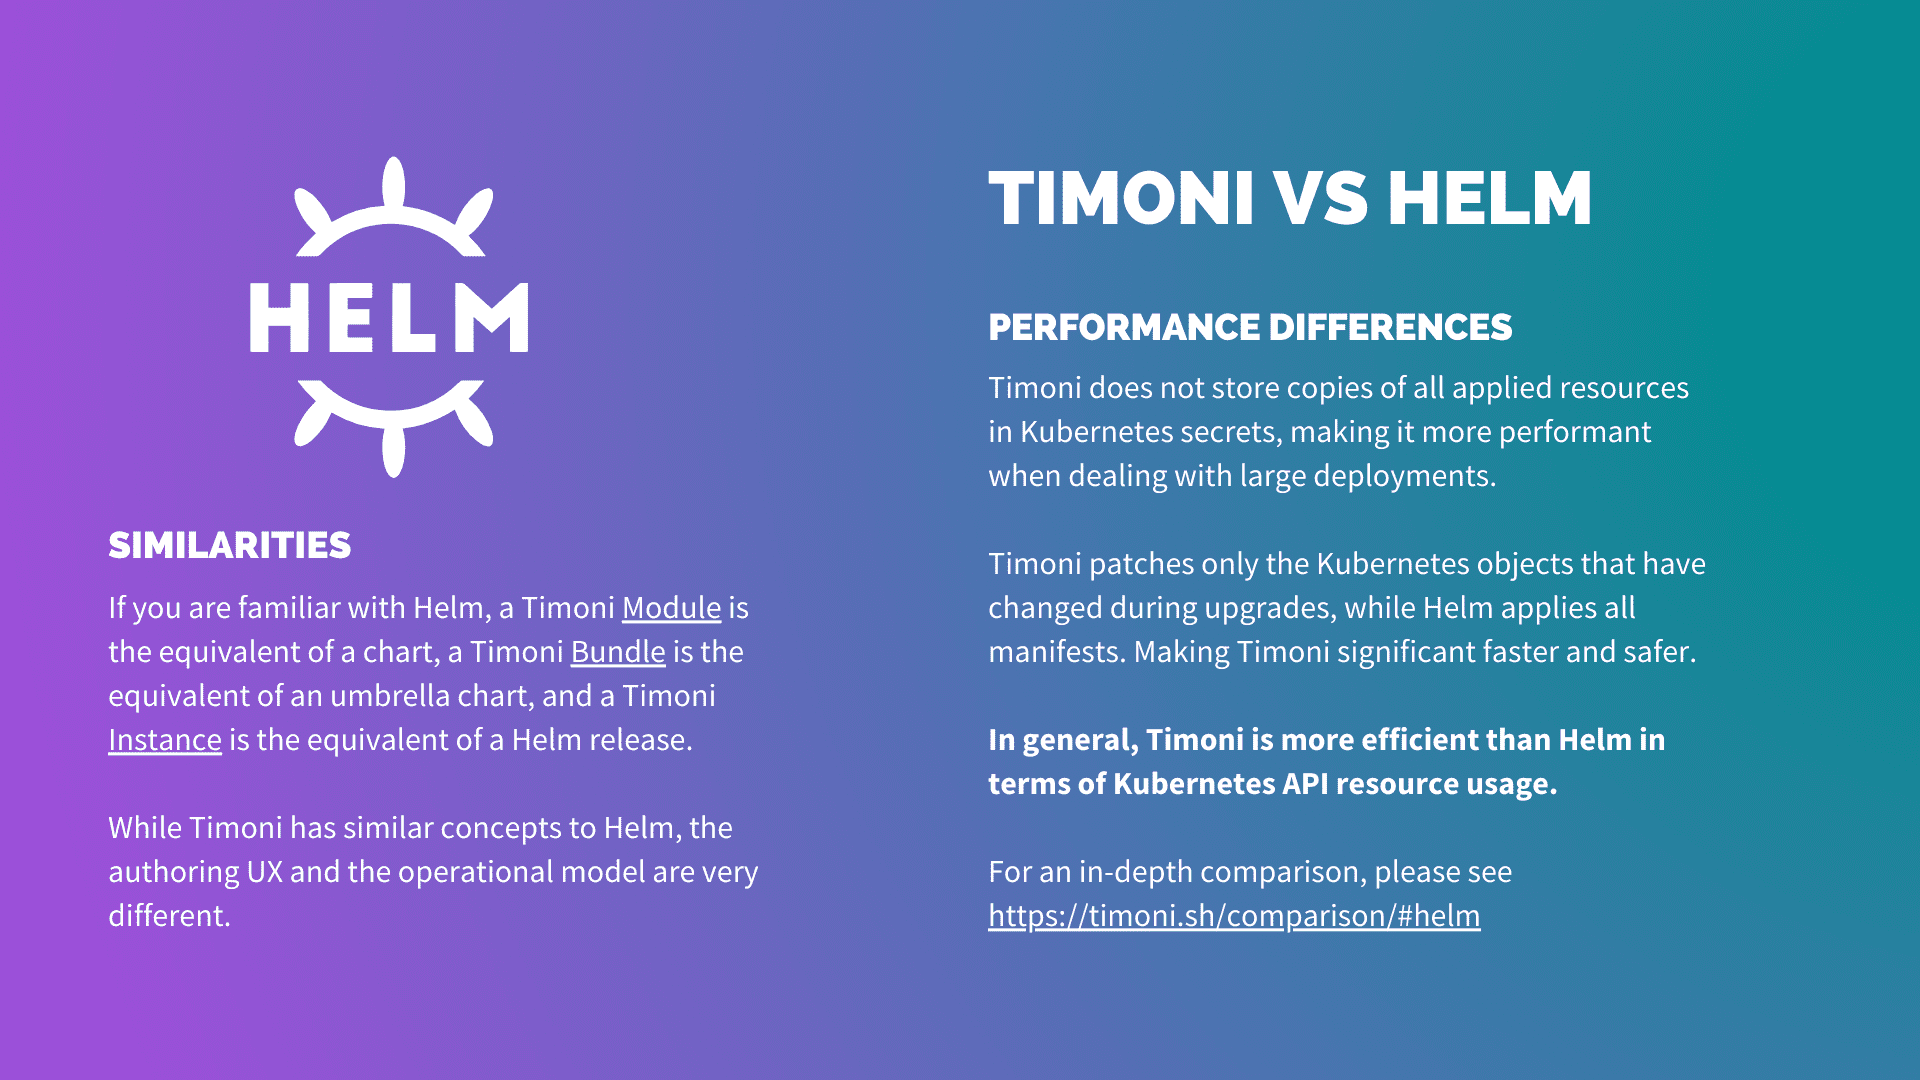 HELM
SIMILARITIES
If you are familiar with Helm, a Timoni Module is
the equivalent of a chart, a Timoni Bundle is the
equivalent of an umbrella chart, and a Timoni
Instance is the equivalent of a Helm release.
While Timoni has similar concepts to Helm, the
authoring UX and the operational model are very
different.
TIMONI VS HELM
PERFORMANCE DIFFERENCES
Timoni does not store copies of all applied resources
in Kubernetes secrets, making it more performant
when dealing with large deployments.
Timoni patches only the Kubernetes objects that have
changed during upgrades, while Helm applies all
manifests. Making Timoni significant faster and safer.
In general, Timoni is more efficient than Helm in
terms of Kubernetes API resource usage.
For an in-depth comparison, please see
https://timoni.sh/comparison/#helm